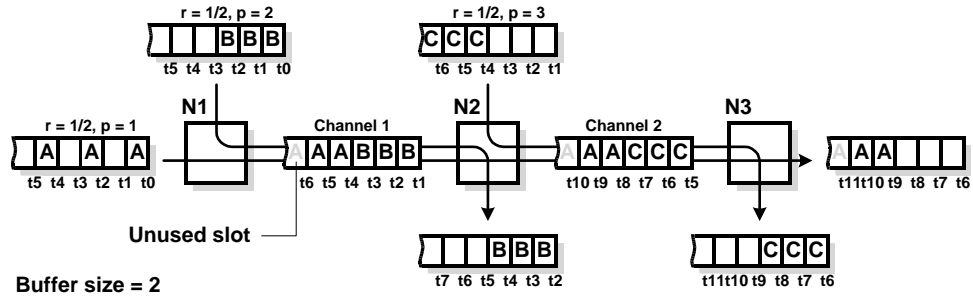 r = 1/2, p = 2
B B B
t5 t4 t3 t2 t1 t0
r = 1/2, p = 3
C C C
t6 t5 t4 t3 t2 t1
N1
N2
N3
r = 1/2, p = 1
A A A
t5 t4 t3 t2 t1 t0
Channel 1
A A A B B B
t6 t5 t4 t3 t2 t1
Channel 2
A A A C C C
t10 t9 t8 t7 t6 t5
A A A
t11 t10 t9 t8 t7 t6
Unused slot
B B B
t7 t6 t5 t4 t3 t2
C C C
t11 t10 t9 t8 t7 t6
Buffer size = 2